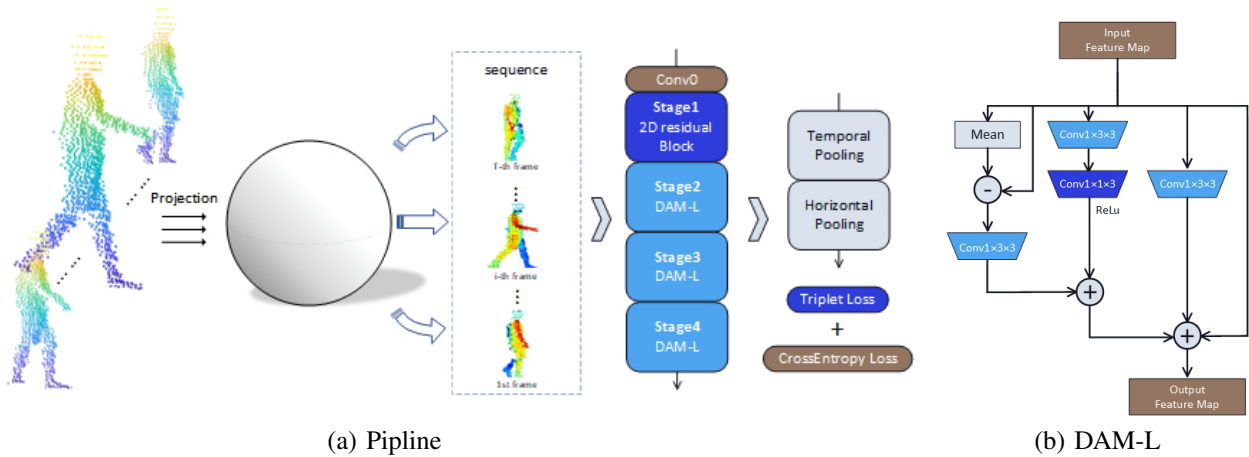 Projection
sequence
T-th frame
i-th frame
1st frame
Conv0
Stage1
2D residual
Block
Stage2
DAM-L
Stage3
DAM-L
Stage4
DAM-L
Temporal
Pooling
Horizontal
Pooling
Triplet Loss
+
CrossEntropy Loss
(a) Pipline
Input
Feature Map
Mean
Conv1×3×3
-
Conv1×1×3
ReLu
Conv1×3×3
Conv1×3×3
+
+
Output
Feature Map
(b) DAM-L